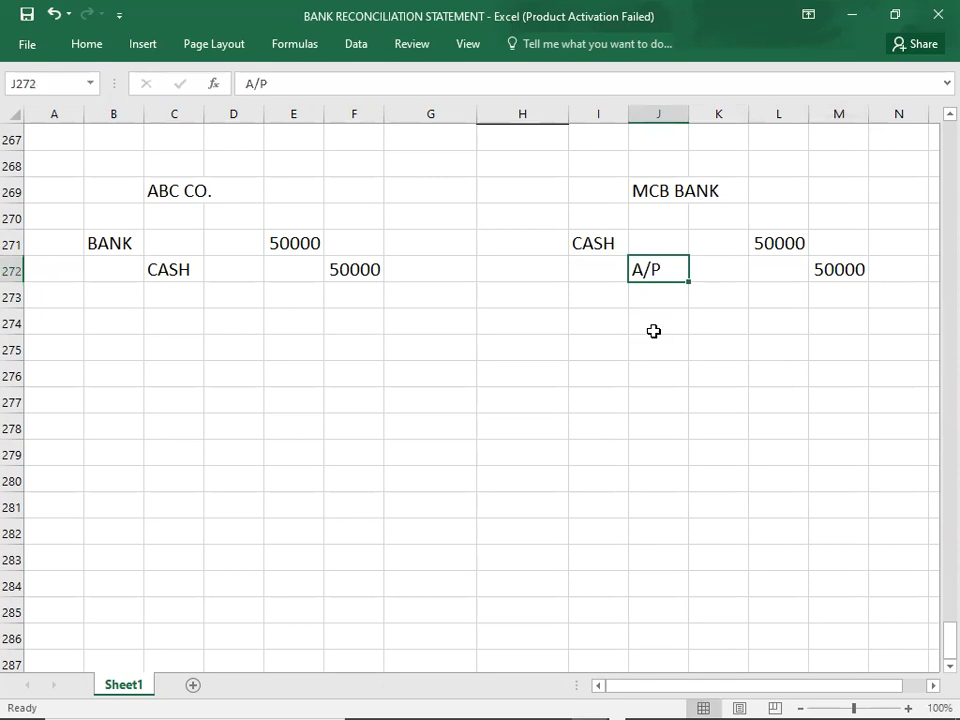 BANK RECONCILIATION STATEMENT - Excel (Product Activation Failed)
File Home Insert Page Layout Formulas Data Review View Tell me what you want to do... Share
J272 fx A/P
A B C D E F G H I J K L M N
267
268
269 ABC CO. MCB BANK
270
271 BANK 50000 CASH 50000
272 CASH 50000 A/P 50000
273
274
275
276
277
278
279
280
281
282
283
284
285
286
287
Sheet1
Ready 100%